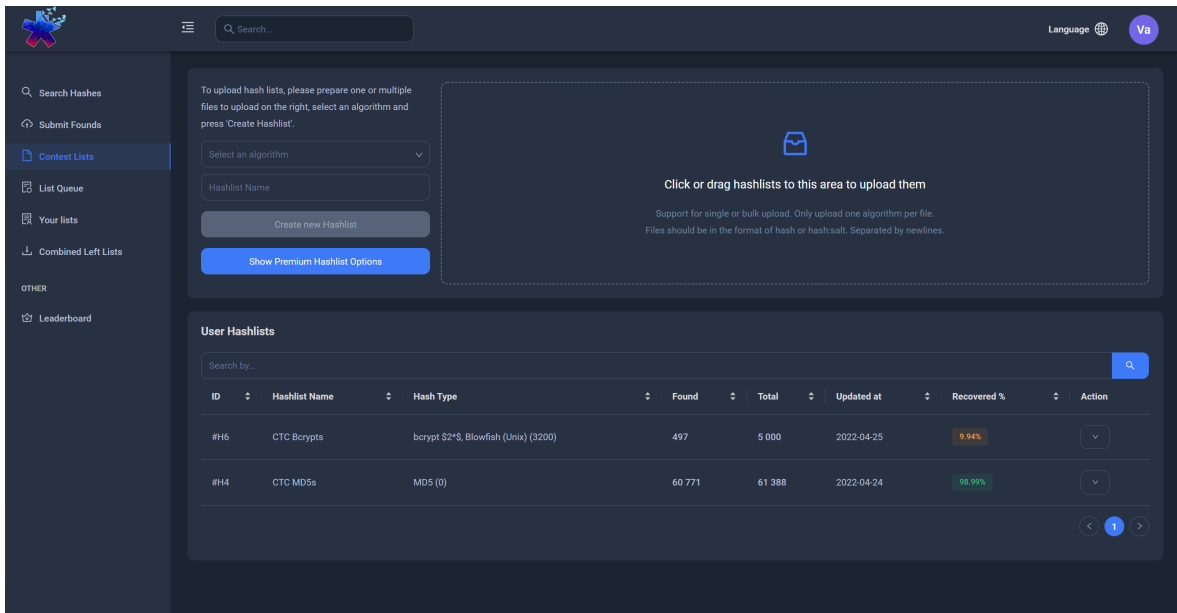 Search...
Language
Va
Search Hashes
Submit Founds
Contest Lists
List Queue
Your lists
Combined Left Lists
OTHER
Leaderboard
To upload hash lists, please prepare one or multiple
files to upload on the right, select an algorithm and
press 'Create Hashlist'.
Select an algorithm
Hashlist Name
Create new Hashlist
Show Premium Hashlist Options
Click or drag hashlists to this area to upload them
Support for single or bulk upload. Only upload one algorithm per file.
Files should be in the format of hash or hash:salt. Separated by newlines.
User Hashlists
Search by...
ID Hashlist Name Hash Type Found Total Updated at Recovered % Action
#H6 CTC Bcrypts bcrypt $2*$, Blowfish (Unix) (3200) 497 5 000 2022-04-25 9.94%
#H4 CTC MD5s MD5 (0) 60 771 61 388 2022-04-24 98.99%
1